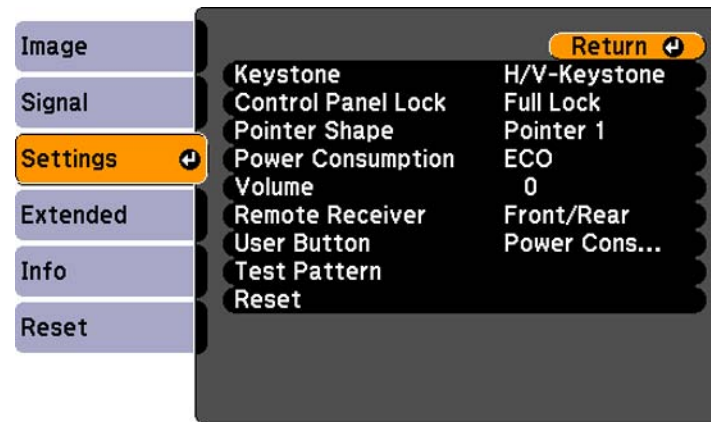 Image
Signal
Settings
Extended
Info
Reset
Return
Keystone H/V-Keystone
Control Panel Lock Full Lock
Pointer Shape Pointer 1
Power Consumption ECO
Volume 0
Remote Receiver Front/Rear
User Button Power Cons...
Test Pattern
Reset